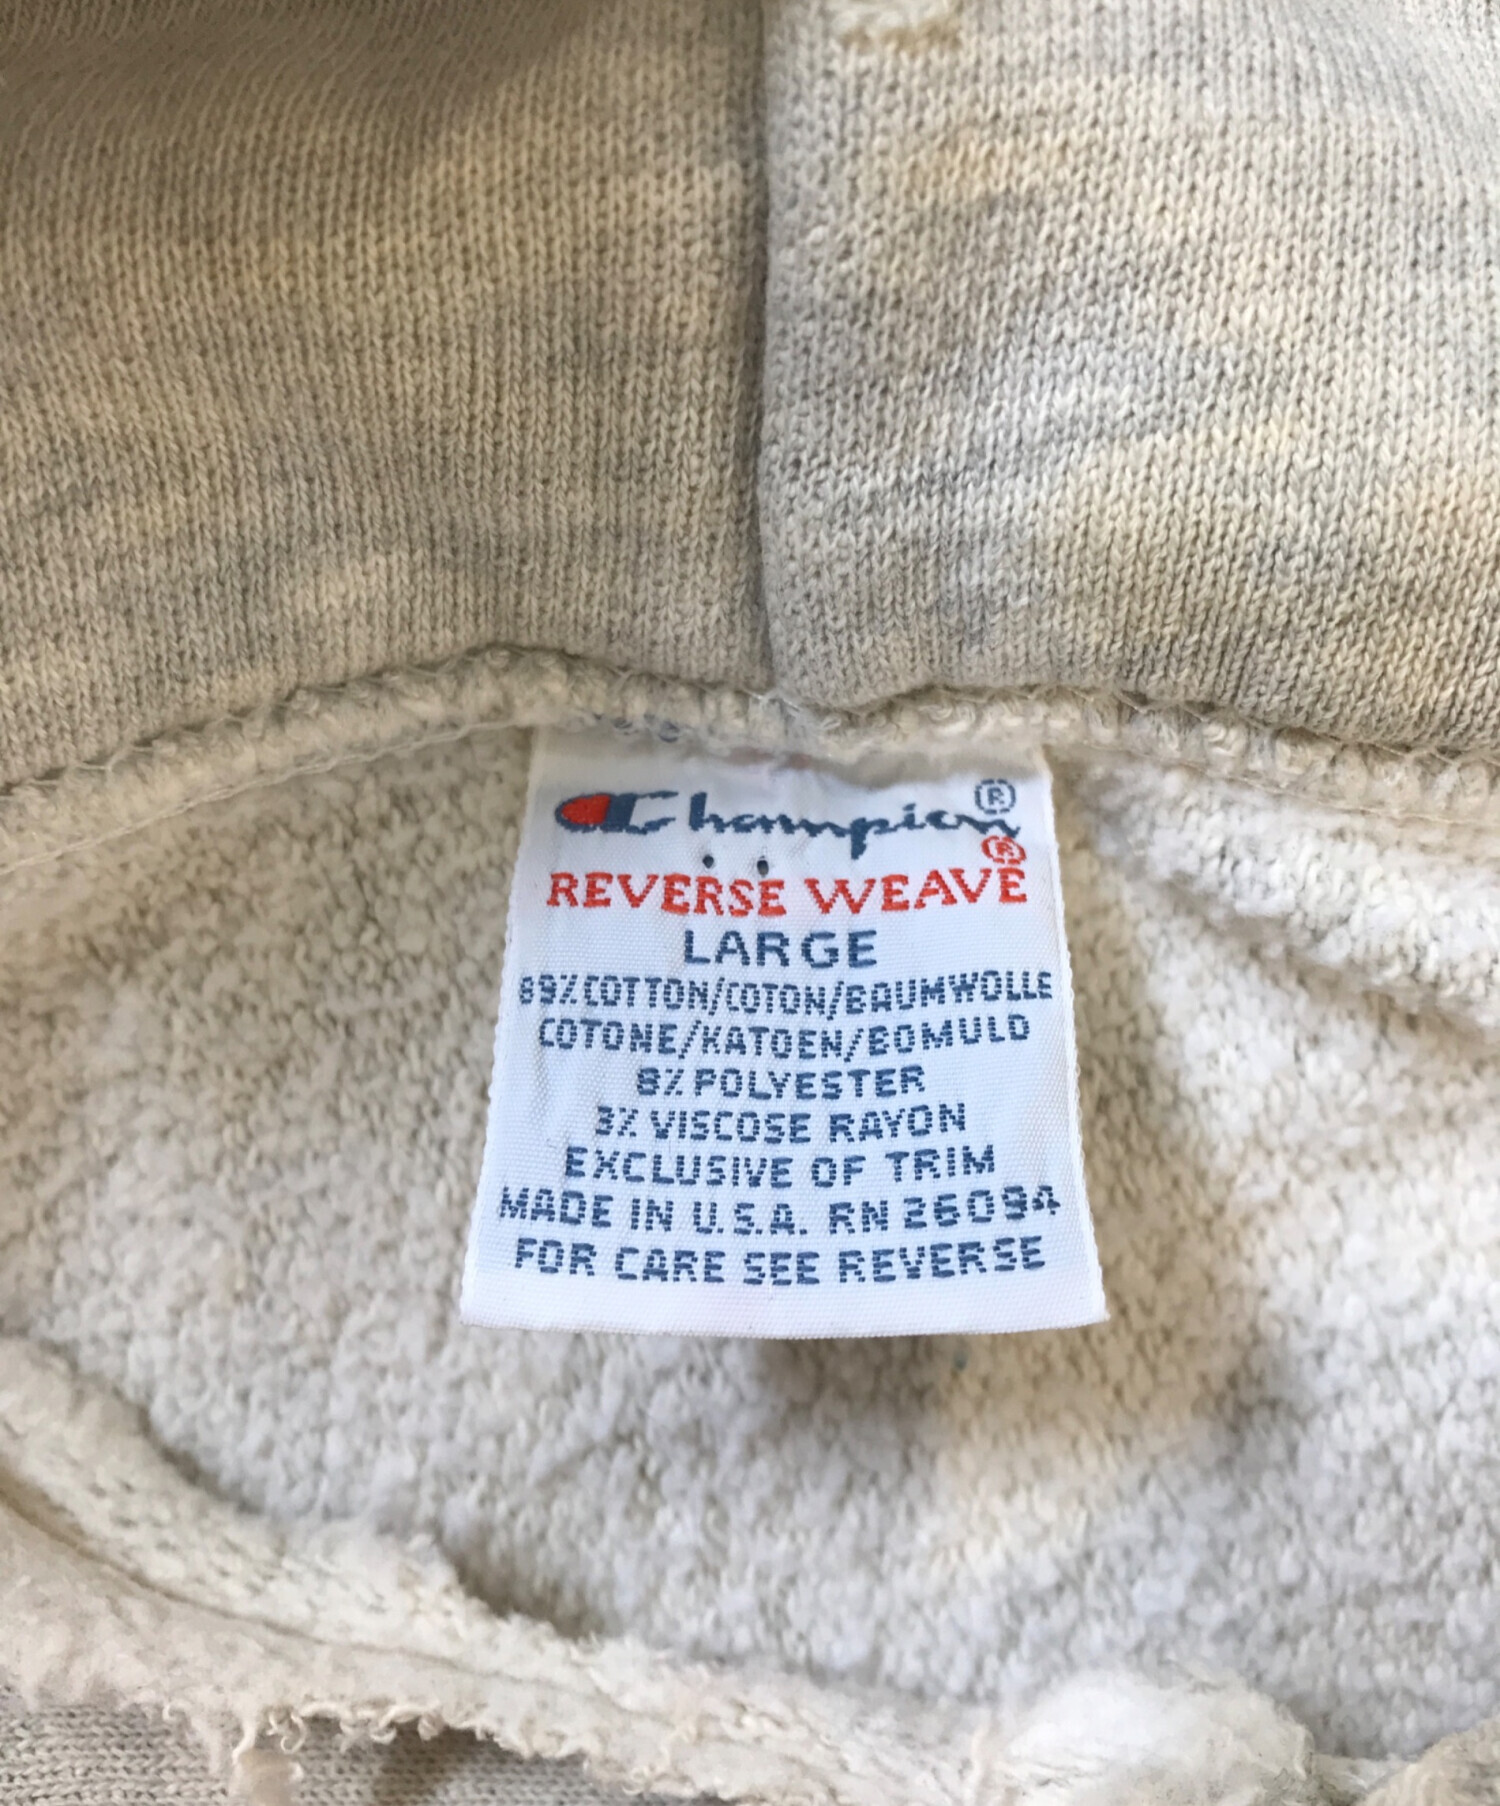 Champion®
REVERSE WEAVE®
LARGE
89% COTTON/COTON/BAUMWOLLE
COTONE/KATOEN/BOMULD
8% POLYESTER
3% VISCOSE RAYON
EXCLUSIVE OF TRIM
MADE IN U.S.A. RN 26094
FOR CARE SEE REVERSE